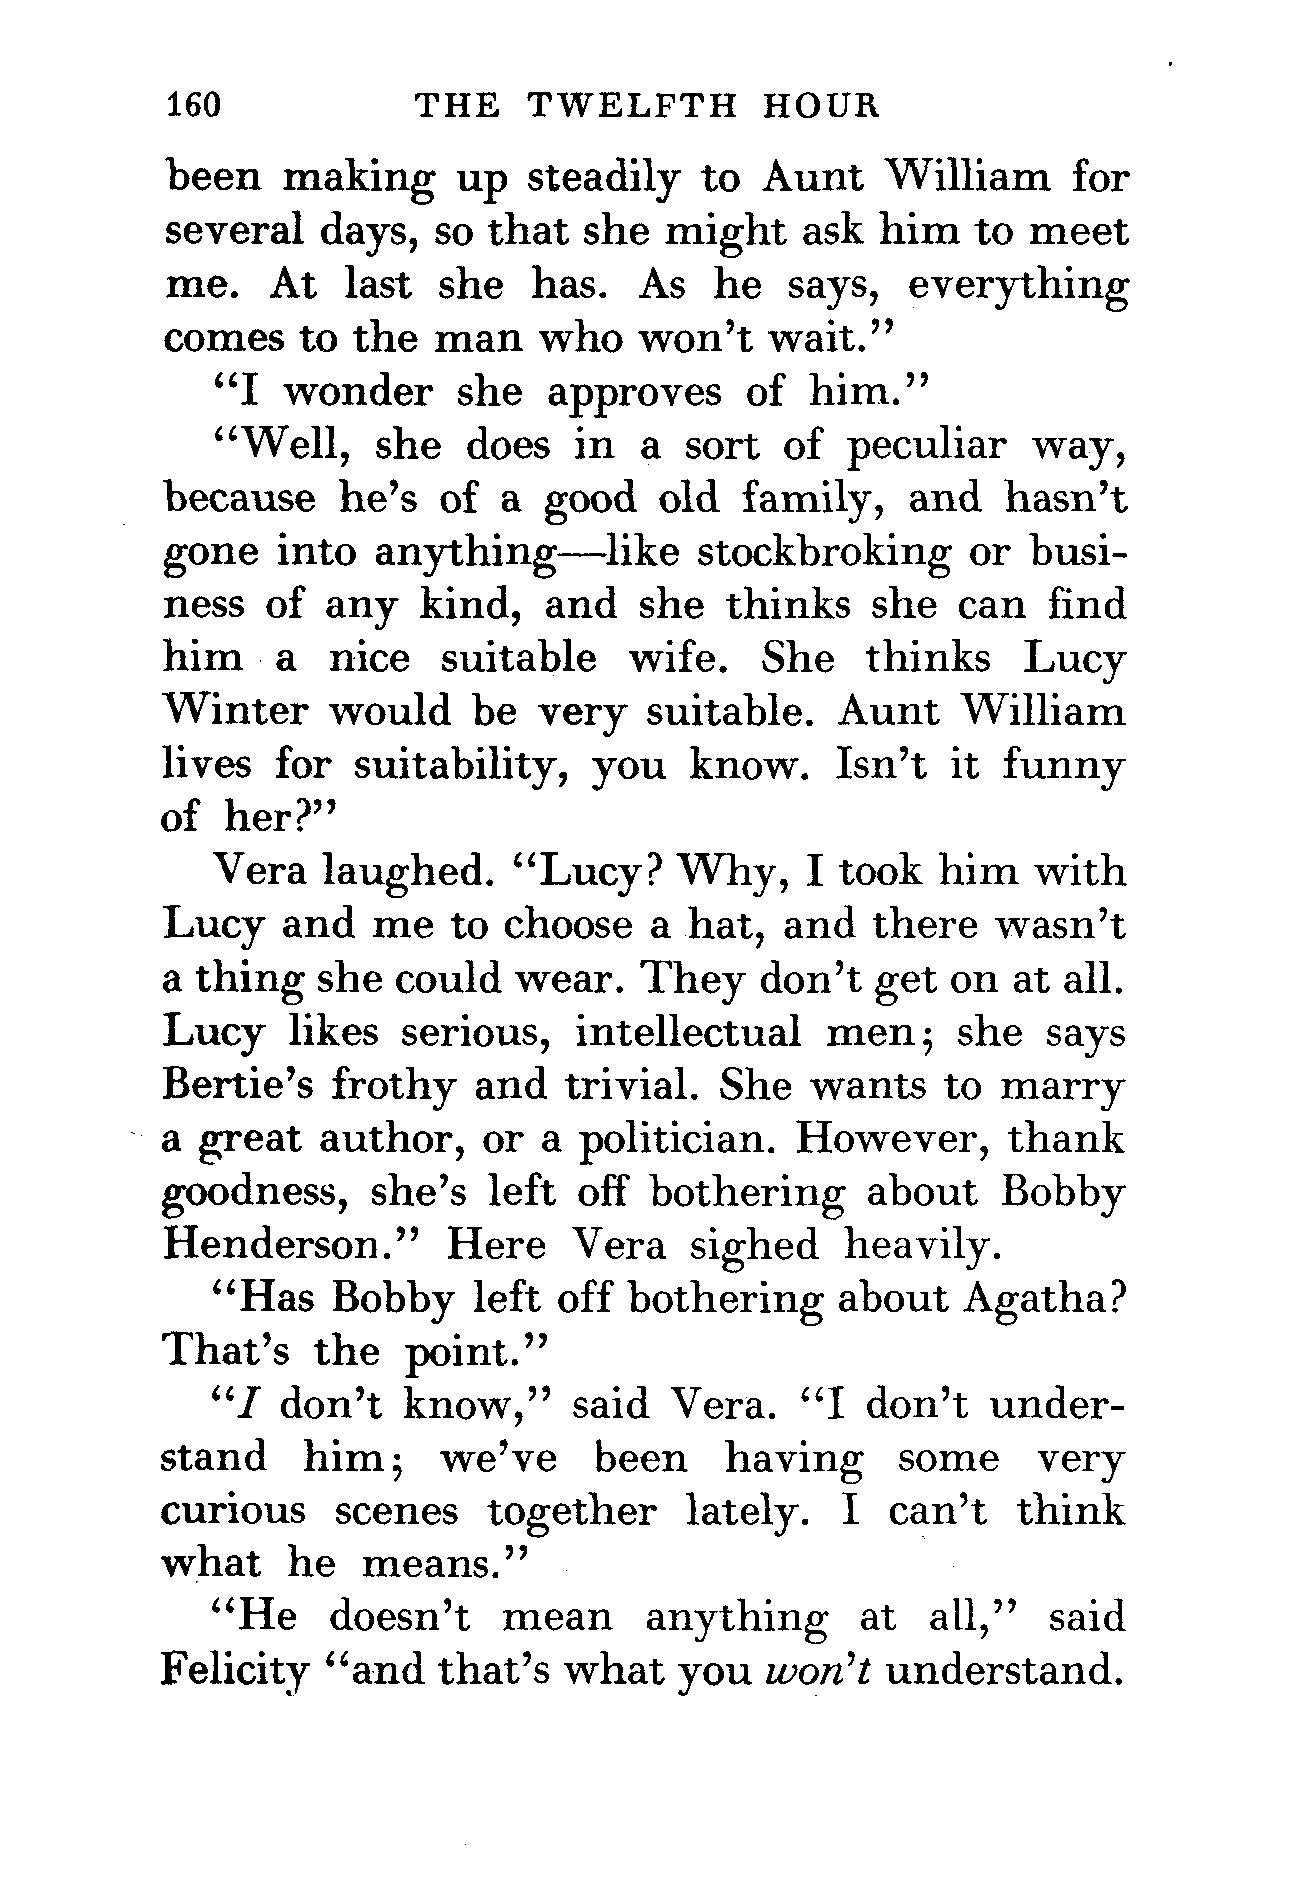 160 THE TWELFTH HOUR
been making up steadily to Aunt William for
several days, so that she might ask him to meet
me. At last she has. As he says, everything
comes to the man who won't wait."
"I wonder she approves of him."
"Well, she does in a sort of peculiar way,
because he's of a good old family, and hasn't
gone into anything—like stockbroking or busi-
ness of any kind, and she thinks she can find
him a nice suitable wife. She thinks Lucy
Winter would be very suitable. Aunt William
lives for suitability, you know. Isn't it funny
of her?"
Vera laughed. "Lucy? Why, I took him with
Lucy and me to choose a hat, and there wasn't
a thing she could wear. They don't get on at all.
Lucy likes serious, intellectual men; she says
Bertie's frothy and trivial. She wants to marry
a great author, or a politician. However, thank
goodness, she's left off bothering about Bobby
Henderson." Here Vera sighed heavily.
"Has Bobby left off bothering about Agatha?
That's the point."
"I don't know," said Vera. "I don't under-
stand him; we've been having some very
curious scenes together lately. I can't think
what he means."
"He doesn't mean anything at all," said
Felicity "and that's what you won't understand.